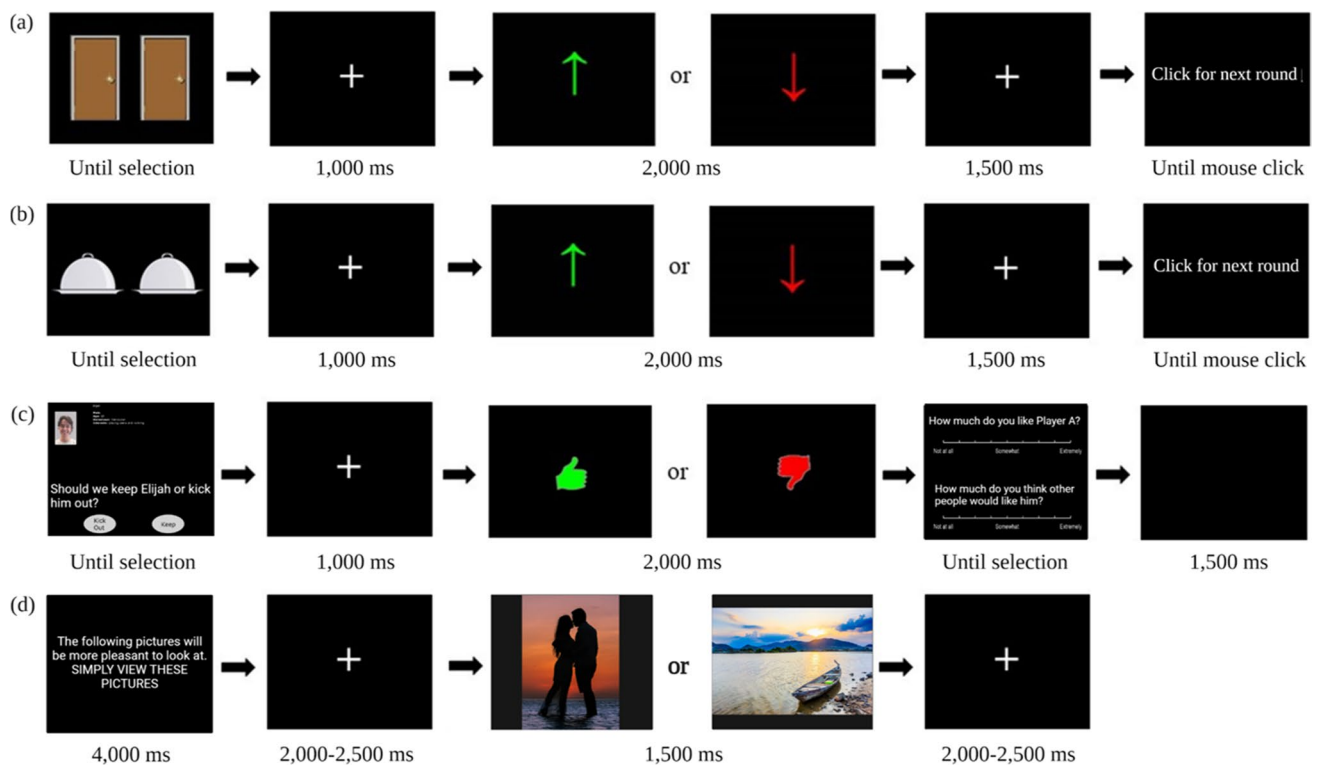 (a)
or
Click for next round
Until selection
1,000 ms
2,000 ms
1,500 ms
Until mouse click
(b)
or
Click for next round
Until selection
1,000 ms
2,000 ms
1,500 ms
Until mouse click
(c)
Should we keep Elijah or kick
him out?
Kick
Out
Keep
or
How much do you like Player A?
Not at all
Somewhat
Extremely
How much do you think other
people would like him?
Not at all
Somewhat
Extremely
Until selection
1,000 ms
2,000 ms
Until selection
1,500 ms
(d)
The following pictures will
be more pleasant to look at.
SIMPLY VIEW THESE
PICTURES
or
4,000 ms
2,000-2,500 ms
1,500 ms
2,000-2,500 ms